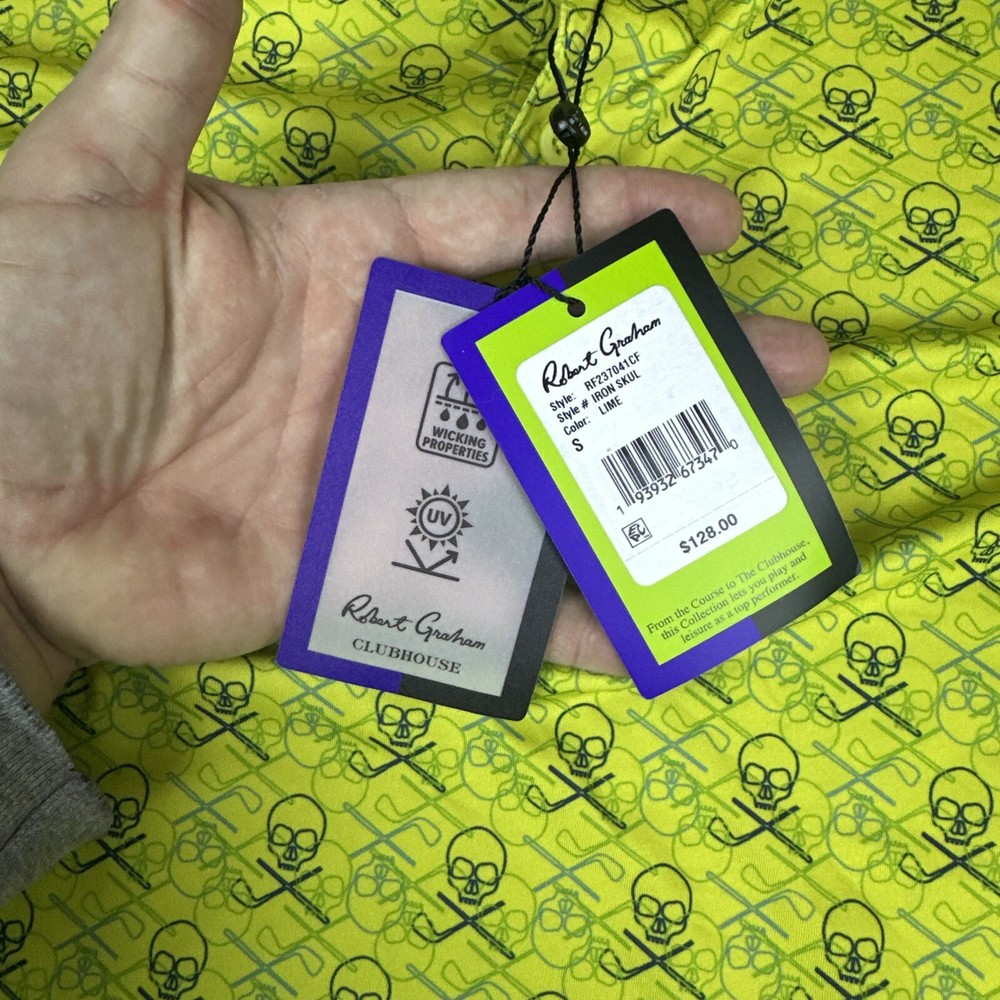 WICKING
PROPERTIES
UV
Robert Graham
CLUBHOUSE
Robert Graham
Style: RF237041CF
Style # IRON SKUL
Color: LIME
S
1 93932 67347 0
$128.00
From the Course to The Clubhouse,
this Collection lets you play and
leisure as a top performer.